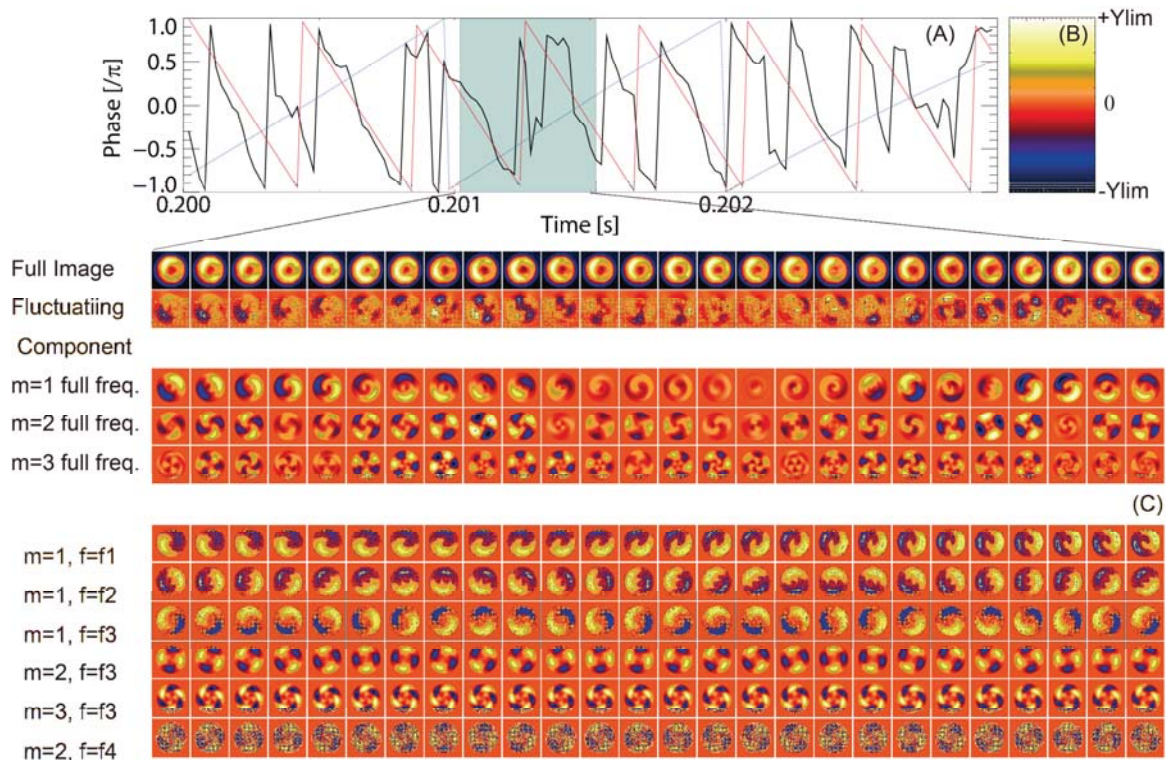 (A)
(B)
+Ylim
0
-Ylim
Phase [/π]
1.0
0.5
0.0
−0.5
−1.0
0.200
0.201
0.202
Time [s]
Full Image
Fluctuatiing
Component
m=1 full freq.
m=2 full freq.
m=3 full freq.
(C)
m=1, f=f1
m=1, f=f2
m=1, f=f3
m=2, f=f3
m=3, f=f3
m=2, f=f4